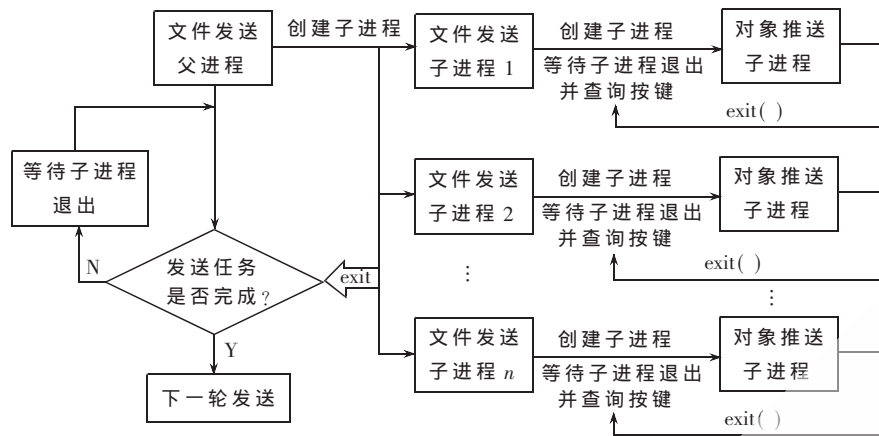 文件发送
父进程
创建子进程
文件发送
子进程 1
创建子进程
等待子进程退出
并查询按键
对象推送
子进程
exit( )
等待子进程
退出
文件发送
子进程 2
创建子进程
等待子进程退出
并查询按键
对象推送
子进程
exit( )
N
发送任务
是否完成?
exit
⋮
⋮
Y
下一轮发送
文件发送
子进程 n
创建子进程
等待子进程退出
并查询按键
对象推送
子进程
exit( )